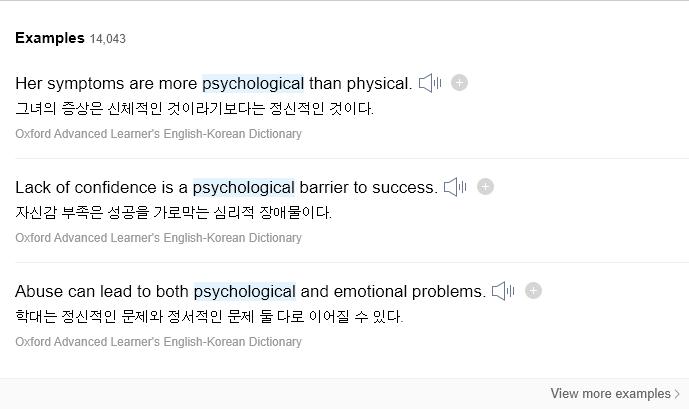 Examples 14,043
Her symptoms are more psychological than physical.
그녀의 증상은 신체적인 것이라기보다는 정신적인 것이다.
Oxford Advanced Learner's English-Korean Dictionary
Lack of confidence is a psychological barrier to success.
자신감 부족은 성공을 가로막는 심리적 장애물이다.
Oxford Advanced Learner's English-Korean Dictionary
Abuse can lead to both psychological and emotional problems.
학대는 정신적인 문제와 정서적인 문제 둘 다로 이어질 수 있다.
Oxford Advanced Learner's English-Korean Dictionary
View more examples